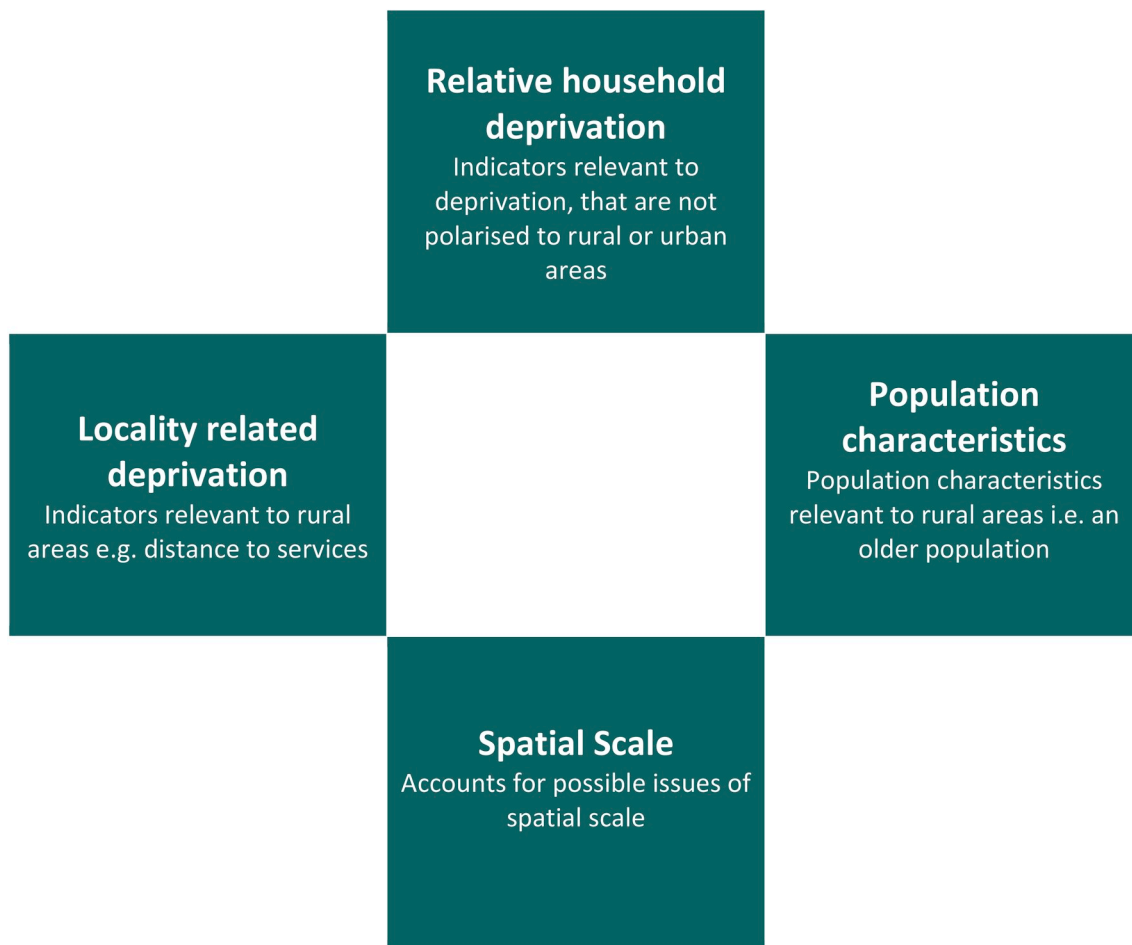 Relative household
deprivation
Indicators relevant to
deprivation, that are not
polarised to rural or urban
areas
Locality related
deprivation
Indicators relevant to rural
areas e.g. distance to services
Population
characteristics
Population characteristics
relevant to rural areas i.e. an
older population
Spatial Scale
Accounts for possible issues of
spatial scale